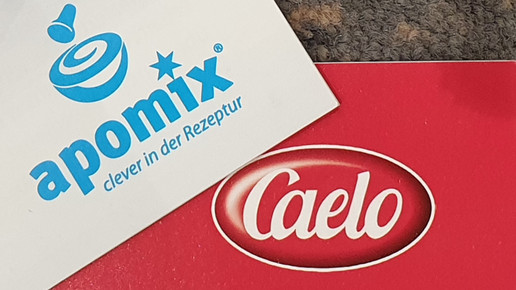 apomix®
clever in der Rezeptur
Caelo